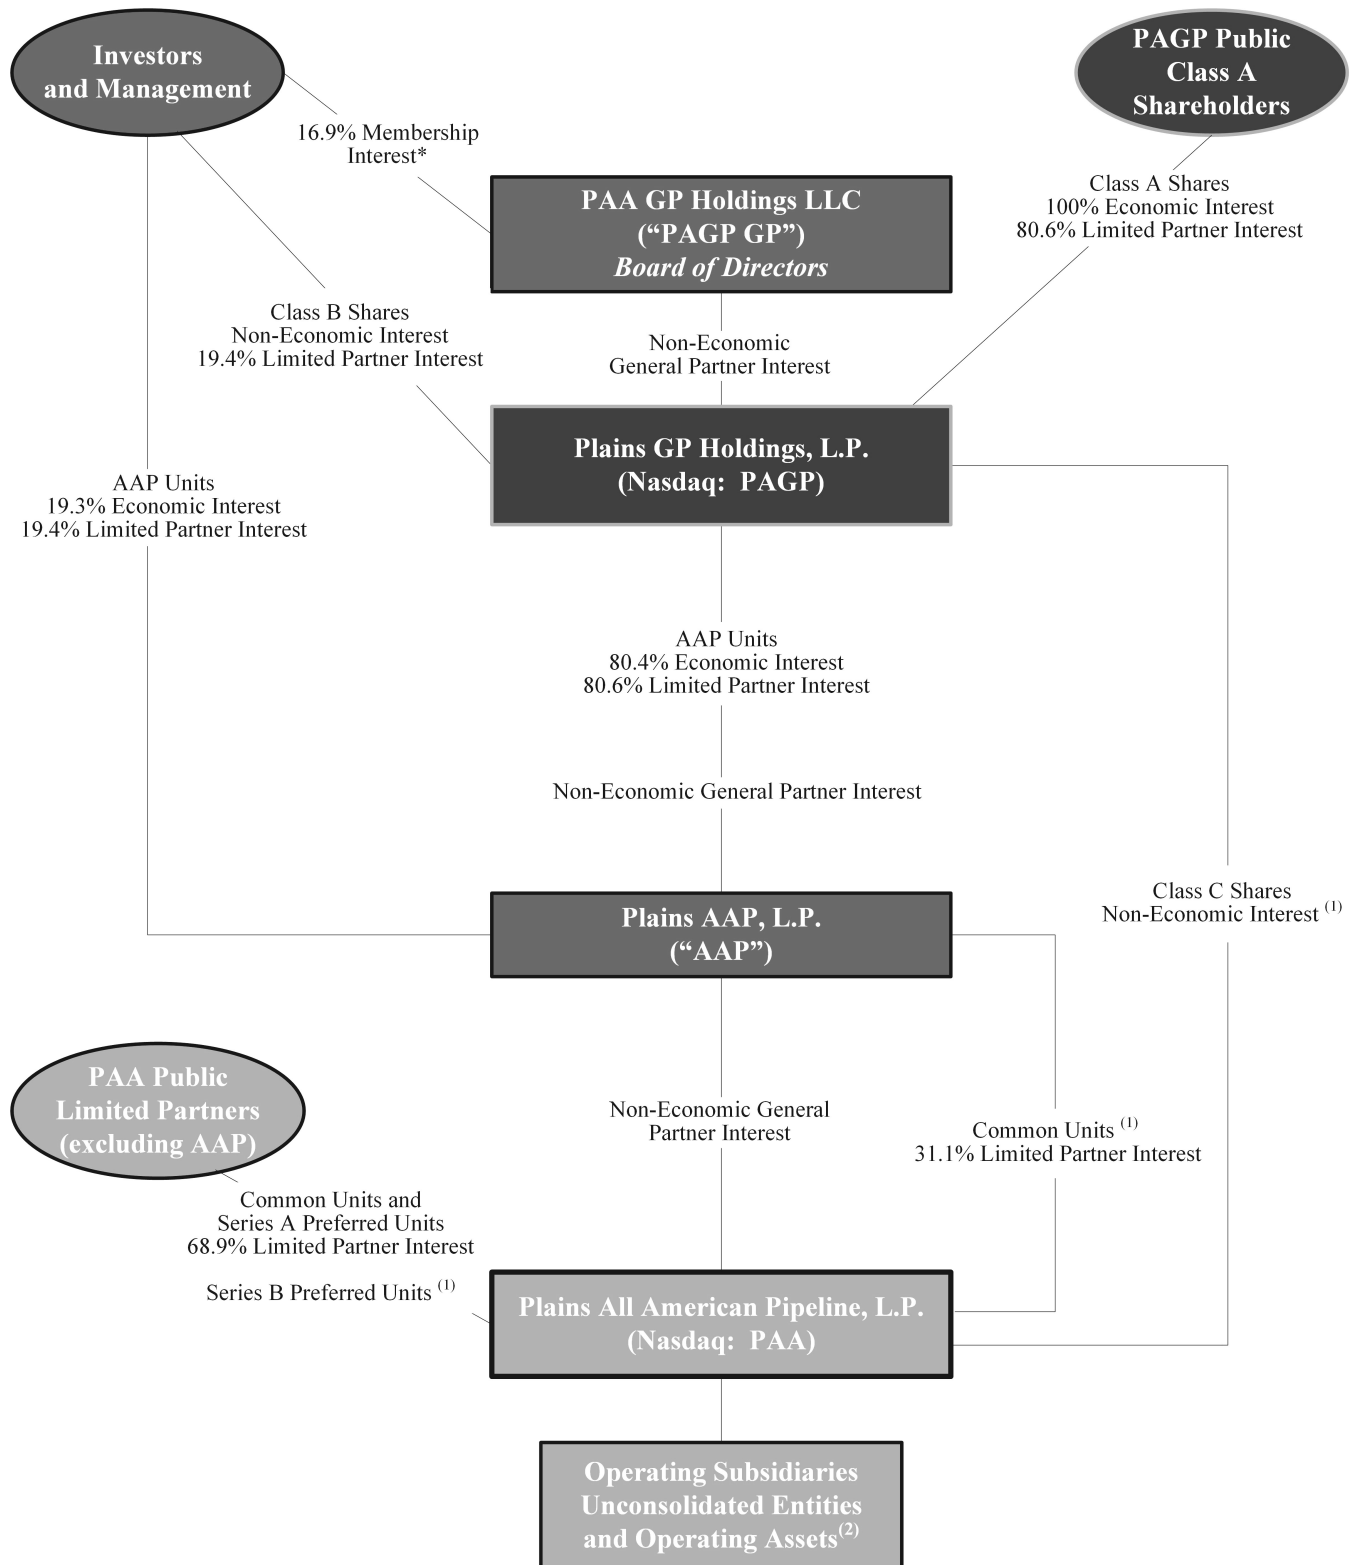 Investors
and Management
PAGP Public
Class A
Shareholders
16.9% Membership
Interest*
PAA GP Holdings LLC
(“PAGP GP”)
Board of Directors
Class A Shares
100% Economic Interest
80.6% Limited Partner Interest
Class B Shares
Non-Economic Interest
19.4% Limited Partner Interest
Non-Economic
General Partner Interest
Plains GP Holdings, L.P.
(Nasdaq:  PAGP)
AAP Units
19.3% Economic Interest
19.4% Limited Partner Interest
AAP Units
80.4% Economic Interest
80.6% Limited Partner Interest
Non-Economic General Partner Interest
Class C Shares
Non-Economic Interest (1)
Plains AAP, L.P.
(“AAP”)
PAA Public
Limited Partners
(excluding AAP)
Non-Economic General
Partner Interest
Common Units (1)
31.1% Limited Partner Interest
Common Units and
Series A Preferred Units
68.9% Limited Partner Interest
Series B Preferred Units (1)
Plains All American Pipeline, L.P.
(Nasdaq:  PAA)
Operating Subsidiaries
Unconsolidated Entities
and Operating Assets(2)